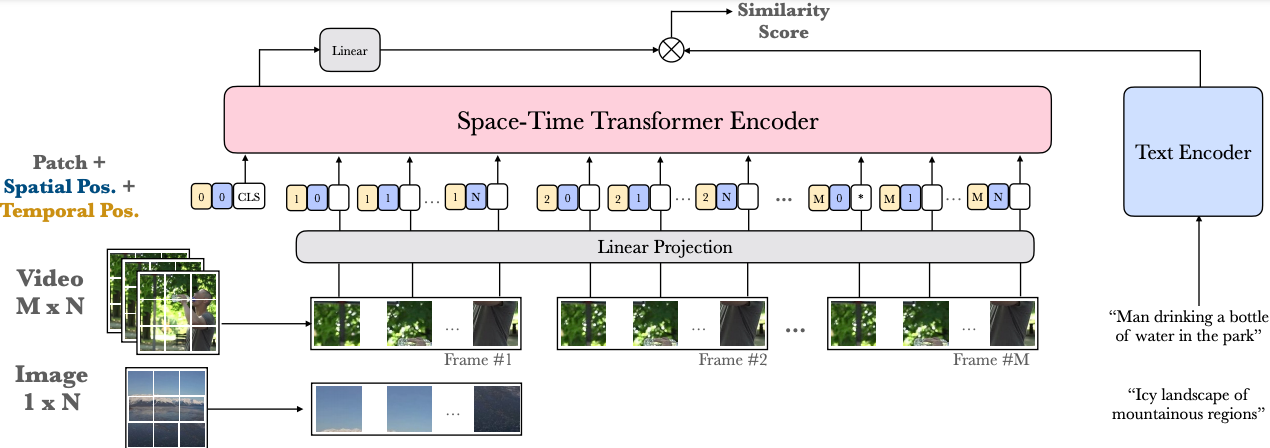 Similarity
Score
Linear
Space-Time Transformer Encoder
Text Encoder
Patch +
Spatial Pos. +
Temporal Pos.
0 0 CLS 1 0 1 1 ... 1 N 2 0 2 1 ... 2 N ... M 0 * M 1 ... M N
Linear Projection
Video
M x N
... ... ... ...
Frame #1 Frame #2 Frame #M
“Man drinking a bottle
of water in the park”
Image
1 x N
...
“Icy landscape of
mountainous regions”